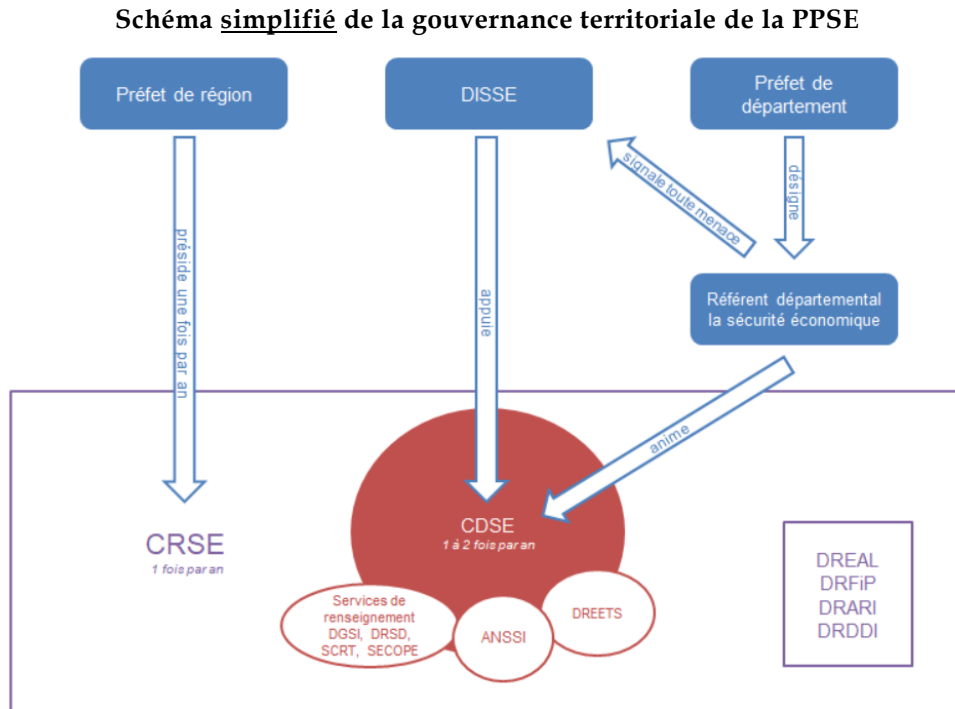 Schéma simplifié de la gouvernance territoriale de la PPSE
Préfet de région
DISSE
Préfet de
département
signale toute menace
désigne
préside une fois par an
appuie
Référent départemental
la sécurité économique
anime
CRSE
1 fois par an
CDSE
1 à 2 fois par an
Services de
renseignement
DGSI, DRSD,
SCRT, SECOPE
ANSSI
DREETS
DREAL
DRFiP
DRARI
DRDDI